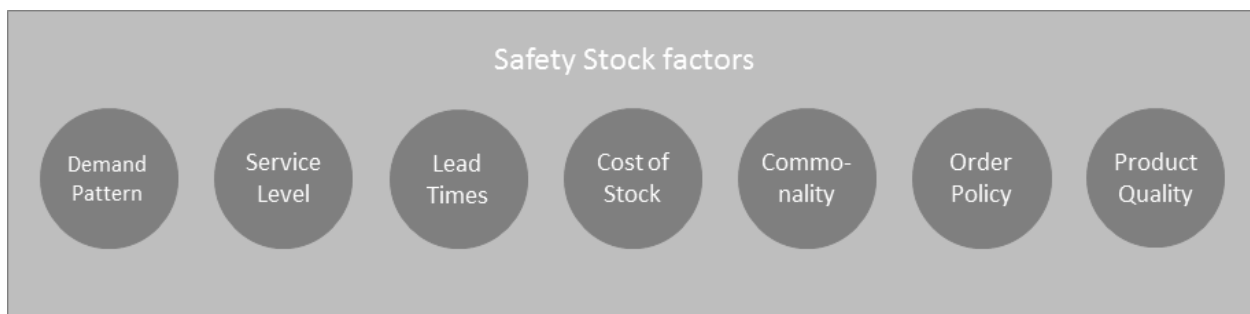 Safety Stock factors
Demand
Pattern
Service
Level
Lead
Times
Cost of
Stock
Commo-
nality
Order
Policy
Product
Quality